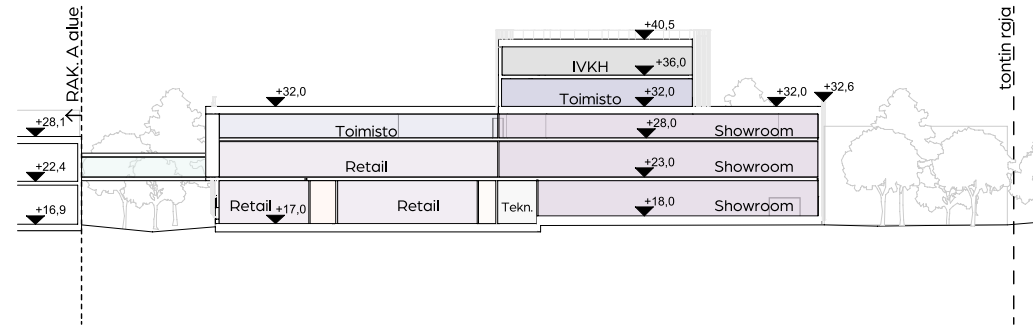 RAK. A alue
tontin raja
+40,5
IVKH
+36,0
+32,0
Toimisto
+32,0
+32,0
+32,6
+28,1
Toimisto
+28,0
Showroom
+22,4
Retail
+23,0
Showroom
+16,9
Retail
+17,0
Retail
Tekn.
+18,0
Showroom